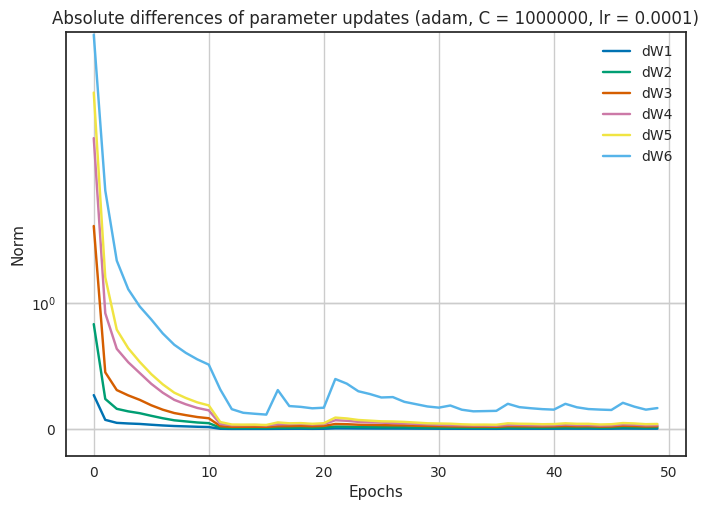 Absolute differences of parameter updates (adam, C = 1000000, lr = 0.0001)
dW1
dW2
dW3
dW4
dW5
dW6
Norm
10⁰
0
0
10
20
30
40
50
Epochs